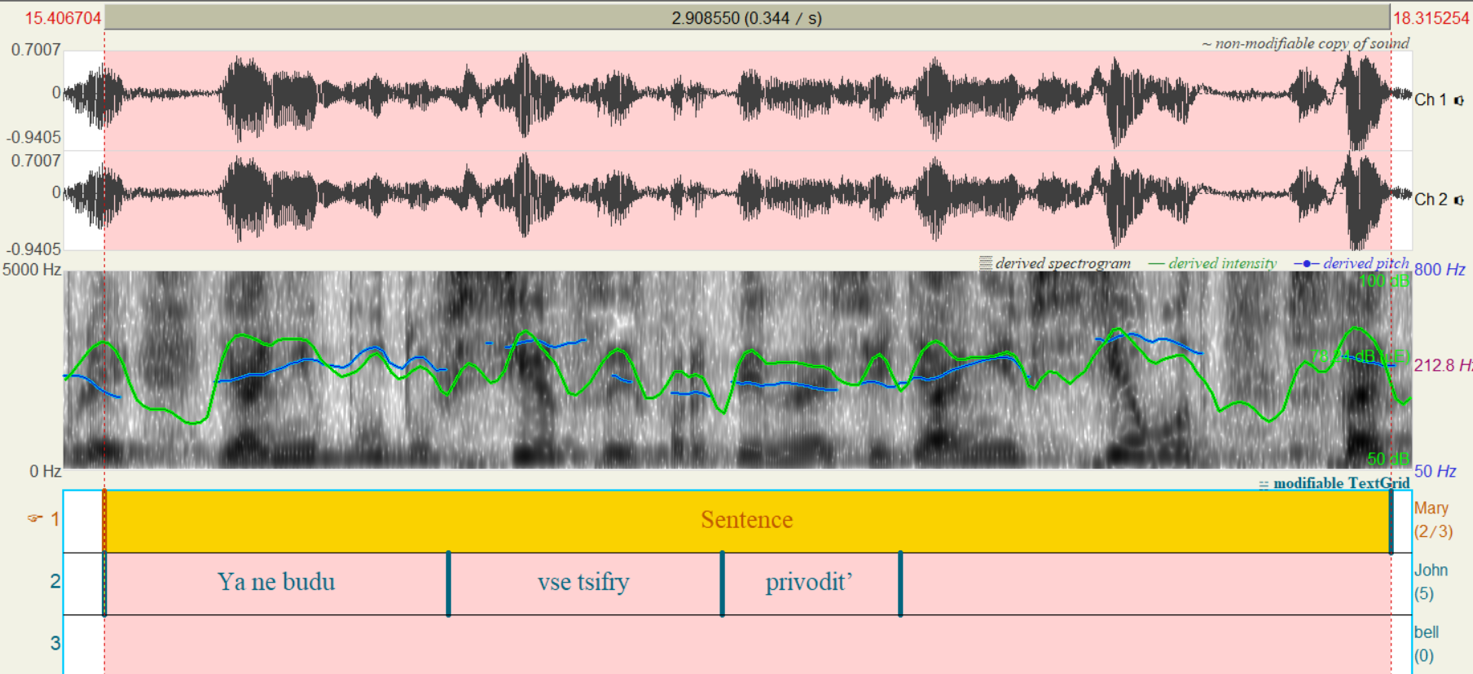 15.406704 2.908550 (0.344 / s) 18.315254
~ non-modifiable copy of sound
0.7007
0
-0.9405
Ch 1
0.7007
0
-0.9405
Ch 2
derived spectrogram derived intensity derived pitch
5000 Hz 800 Hz
100 dB
212.8 Hz
50 dB
0 Hz 50 Hz
modifiable TextGrid
1 Sentence Mary
(2/3)
2 Ya ne budu vse tsifry privodit’ John
(5)
3 bell
(0)